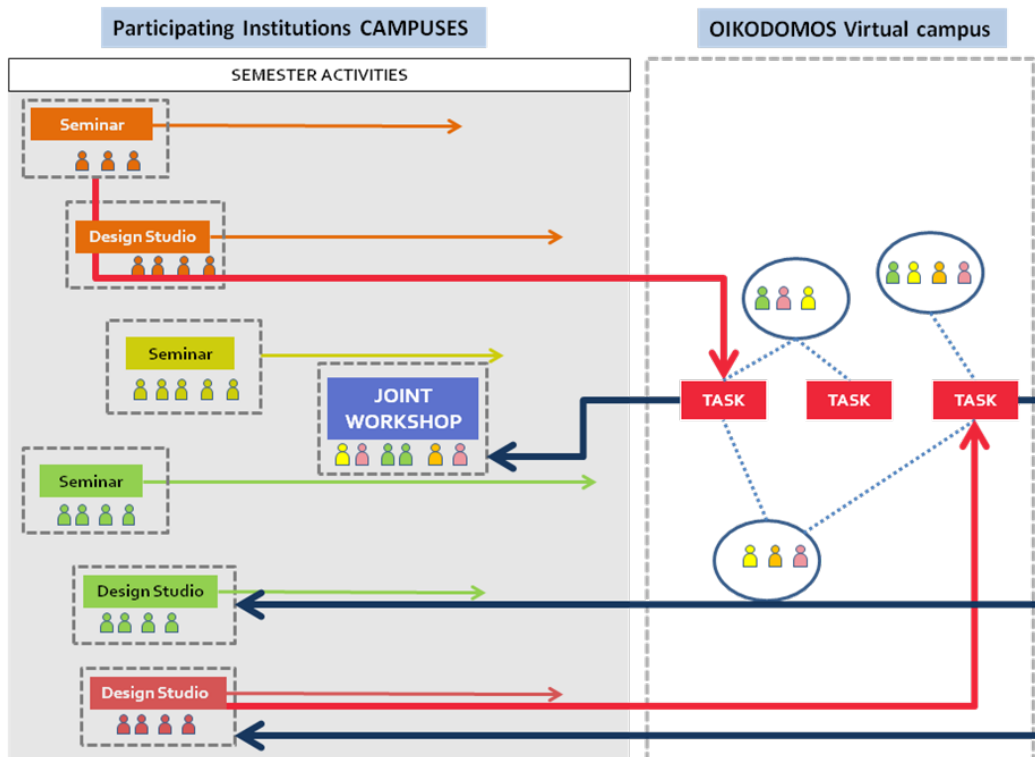 Participating Institutions CAMPUSES
OIKODOMOS Virtual campus
SEMESTER ACTIVITIES
Seminar
Design Studio
Seminar
JOINT
WORKSHOP
TASK
TASK
TASK
Seminar
Design Studio
Design Studio